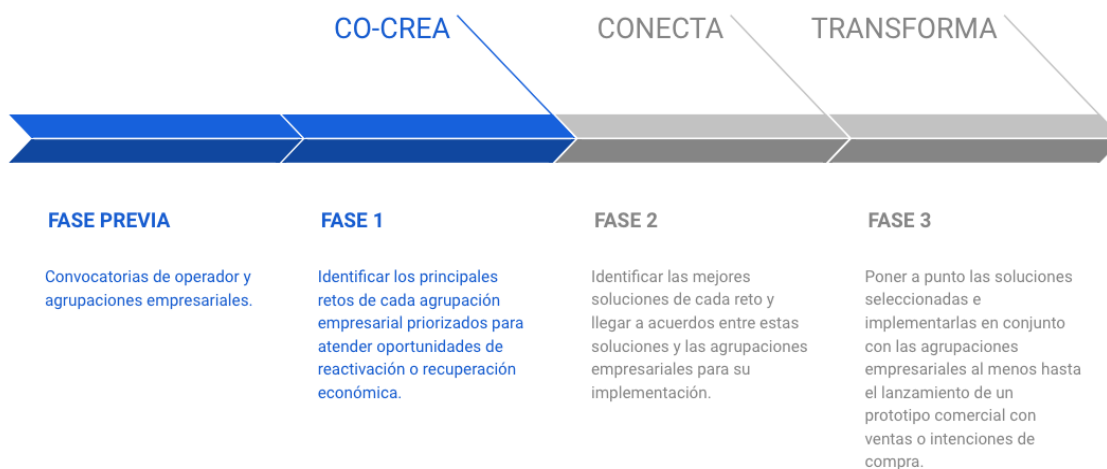 CO-CREA
CONECTA
TRANSFORMA
FASE PREVIA
Convocatorias de operador y
agrupaciones empresariales.
FASE 1
Identificar los principales
retos de cada agrupación
empresarial priorizados para
atender oportunidades de
reactivación o recuperación
económica.
FASE 2
Identificar las mejores
soluciones de cada reto y
llegar a acuerdos entre estas
soluciones y las agrupaciones
empresariales para su
implementación.
FASE 3
Poner a punto las soluciones
seleccionadas e
implementarlas en conjunto
con las agrupaciones
empresariales al menos hasta
el lanzamiento de un
prototipo comercial con
ventas o intenciones de
compra.